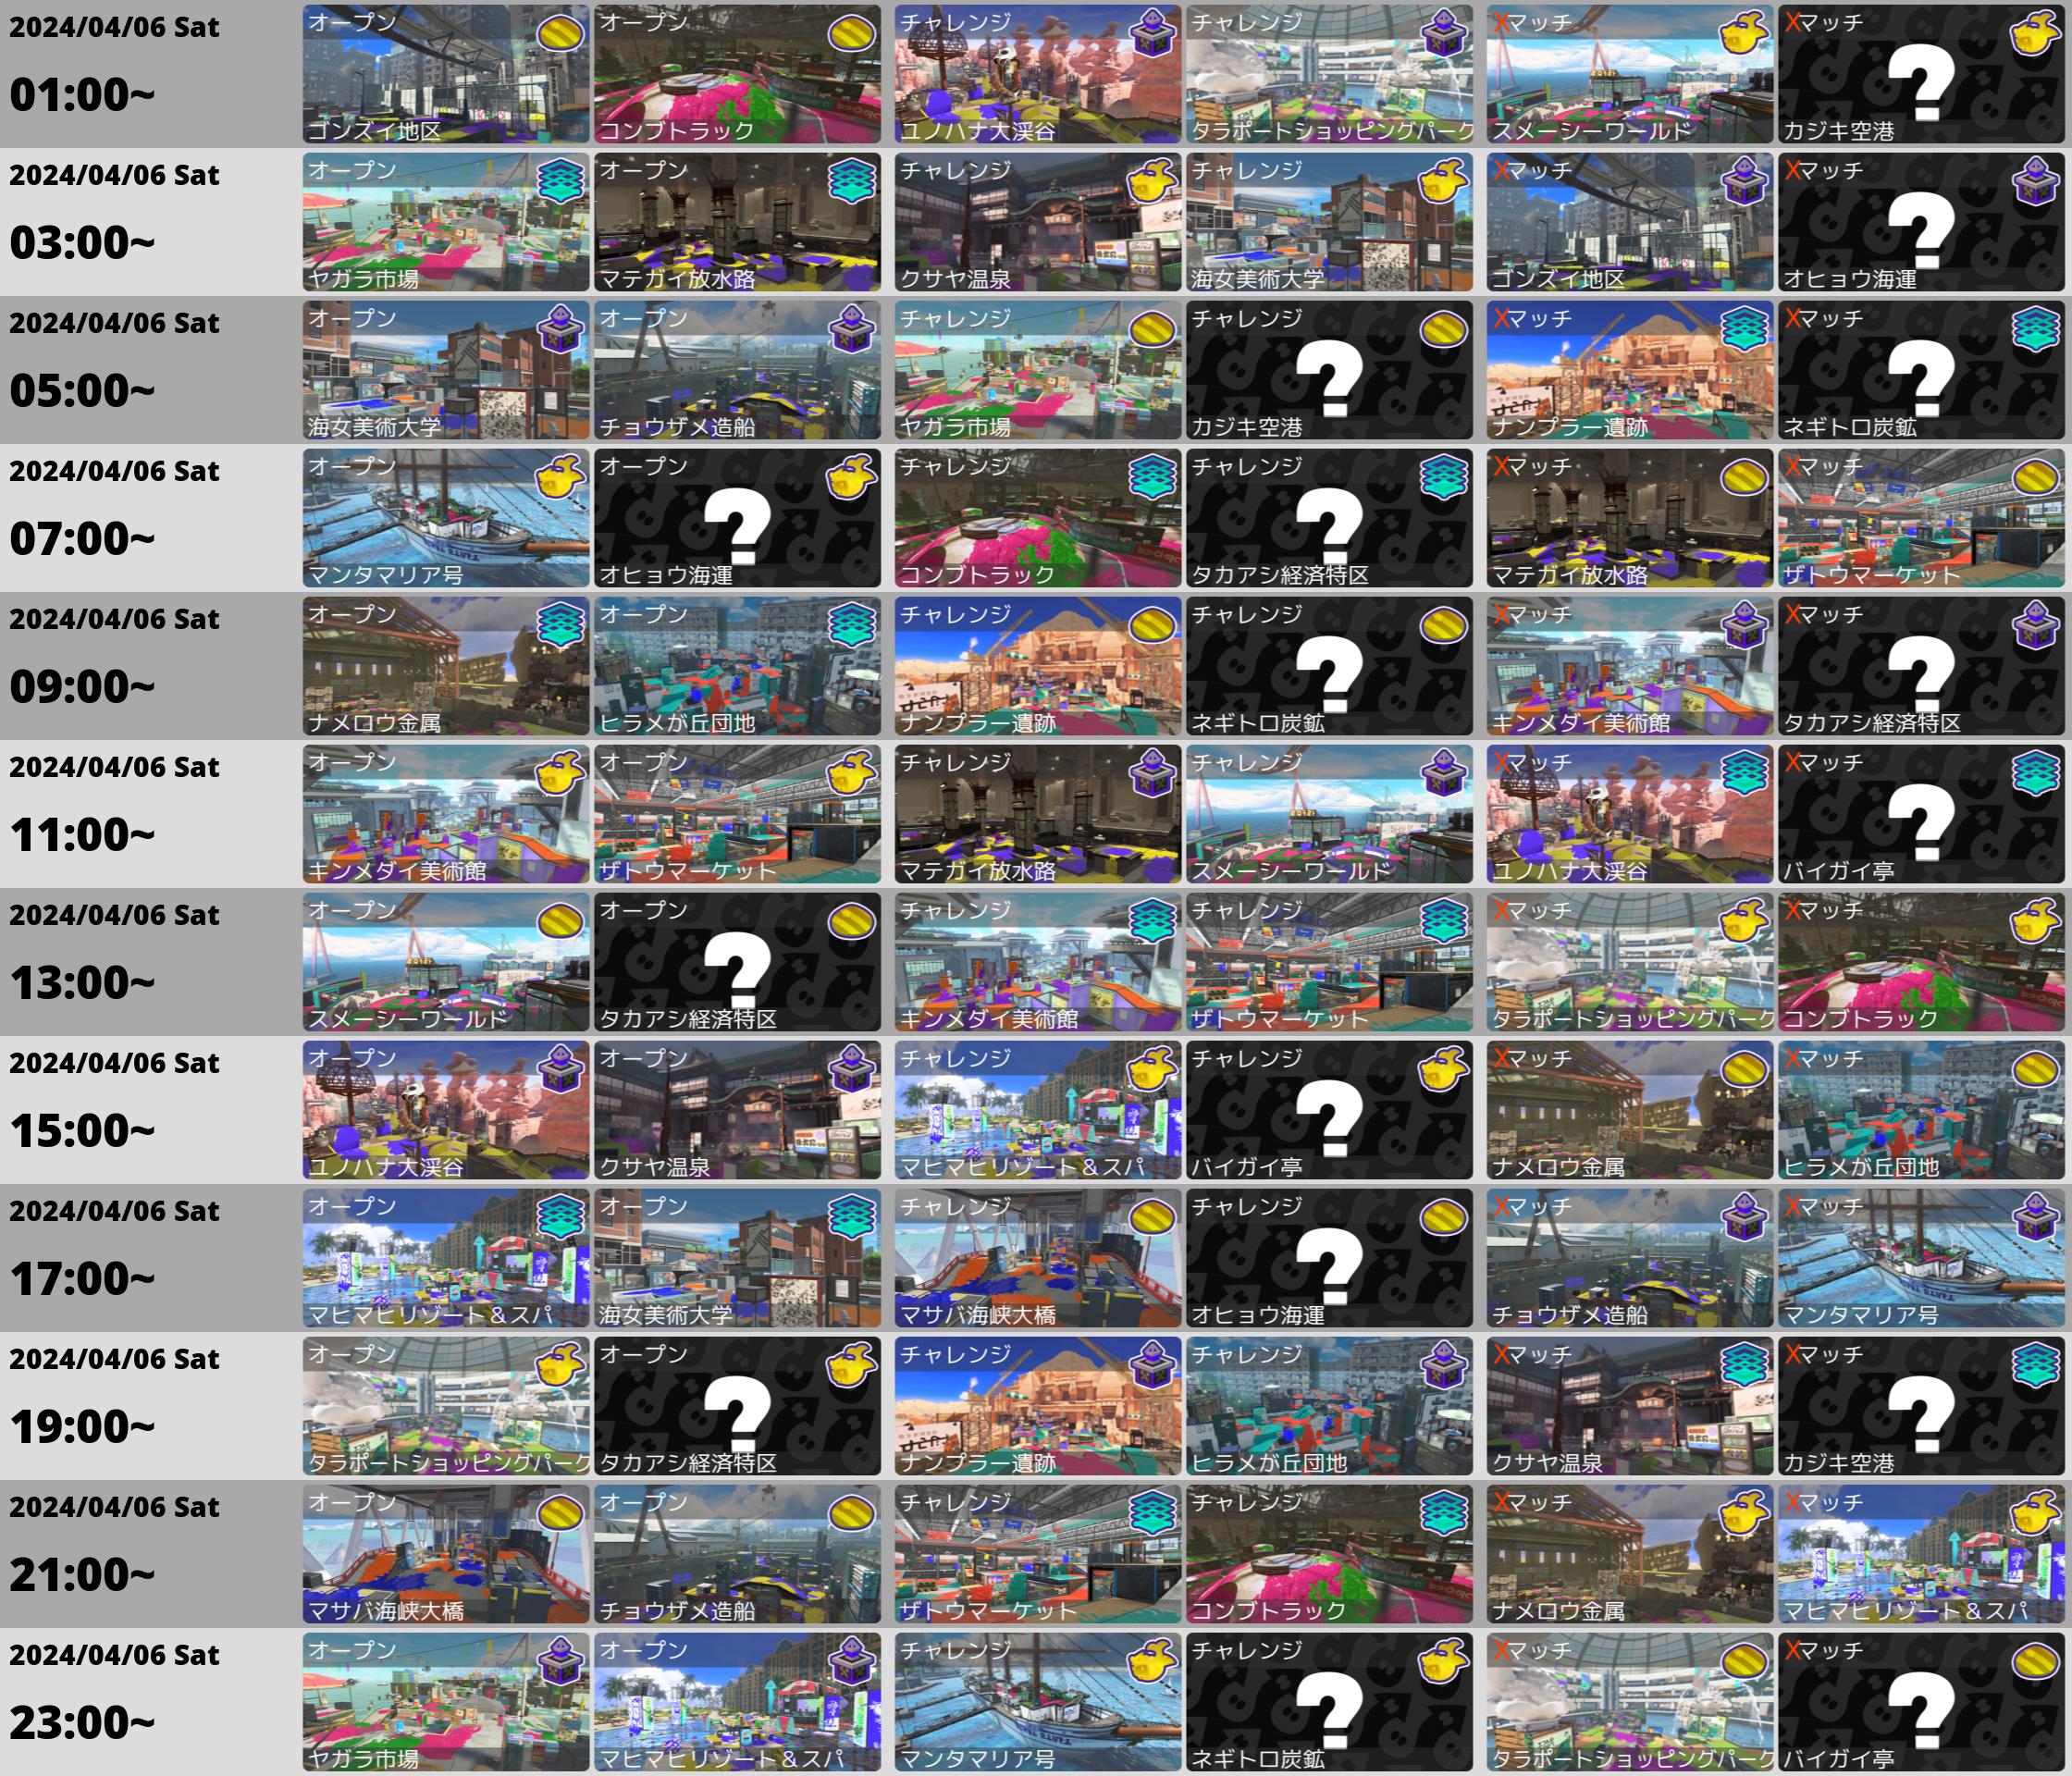 2024/04/06 Sat
01:00~
オープン
ゴンズイ地区
オープン
コンブトラック
チャレンジ
ユノハナ大渓谷
チャレンジ
タラポートショッピングパーク
Xマッチ
スメーシーワールド
Xマッチ
カジキ空港
2024/04/06 Sat
03:00~
オープン
ヤガラ市場
オープン
マテガイ放水路
チャレンジ
クサヤ温泉
チャレンジ
海女美術大学
Xマッチ
ゴンズイ地区
Xマッチ
オヒョウ海運
2024/04/06 Sat
05:00~
オープン
海女美術大学
オープン
チョウザメ造船
チャレンジ
ヤガラ市場
チャレンジ
カジキ空港
Xマッチ
ナンプラー遺跡
Xマッチ
ネギトロ炭鉱
2024/04/06 Sat
07:00~
オープン
マンタマリア号
オープン
オヒョウ海運
チャレンジ
コンブトラック
チャレンジ
タカアシ経済特区
Xマッチ
マテガイ放水路
Xマッチ
ザトウマーケット
2024/04/06 Sat
09:00~
オープン
ナメロウ金属
オープン
ヒラメが丘団地
チャレンジ
ナンプラー遺跡
チャレンジ
ネギトロ炭鉱
Xマッチ
キンメダイ美術館
Xマッチ
タカアシ経済特区
2024/04/06 Sat
11:00~
オープン
キンメダイ美術館
オープン
ザトウマーケット
チャレンジ
マテガイ放水路
チャレンジ
スメーシーワールド
Xマッチ
ユノハナ大渓谷
Xマッチ
バイガイ亭
2024/04/06 Sat
13:00~
オープン
スメーシーワールド
オープン
タカアシ経済特区
チャレンジ
キンメダイ美術館
チャレンジ
ザトウマーケット
Xマッチ
タラポートショッピングパーク
Xマッチ
コンブトラック
2024/04/06 Sat
15:00~
オープン
ユノハナ大渓谷
オープン
クサヤ温泉
チャレンジ
マヒマヒリゾート&スパ
チャレンジ
バイガイ亭
Xマッチ
ナメロウ金属
Xマッチ
ヒラメが丘団地
2024/04/06 Sat
17:00~
オープン
マヒマヒリゾート&スパ
オープン
海女美術大学
チャレンジ
マサバ海峡大橋
チャレンジ
オヒョウ海運
Xマッチ
チョウザメ造船
Xマッチ
マンタマリア号
2024/04/06 Sat
19:00~
オープン
タラポートショッピングパーク
オープン
タカアシ経済特区
チャレンジ
ナンプラー遺跡
チャレンジ
ヒラメが丘団地
Xマッチ
クサヤ温泉
Xマッチ
カジキ空港
2024/04/06 Sat
21:00~
オープン
マサバ海峡大橋
オープン
チョウザメ造船
チャレンジ
ザトウマーケット
チャレンジ
コンブトラック
Xマッチ
ナメロウ金属
Xマッチ
マヒマヒリゾート&スパ
2024/04/06 Sat
23:00~
オープン
ヤガラ市場
オープン
マヒマヒリゾート&スパ
チャレンジ
マンタマリア号
チャレンジ
ネギトロ炭鉱
Xマッチ
タラポートショッピングパーク
Xマッチ
バイガイ亭